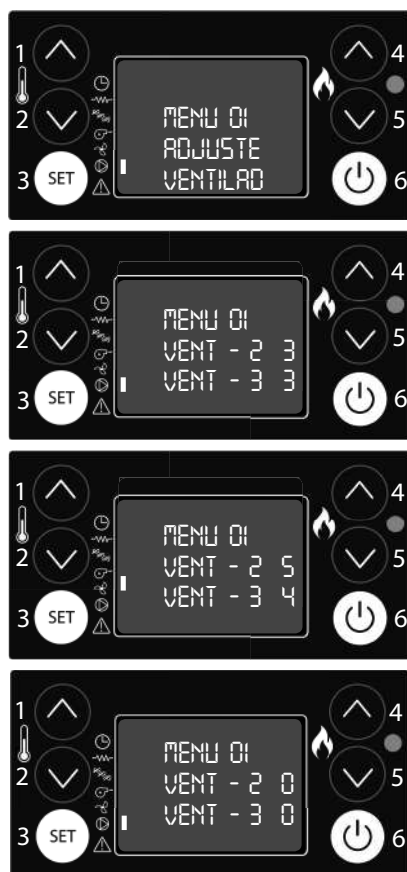 1 4
2 MENU 01 5
ADJUSTE
3 SET VENTILAD 6
1 4
MENU 01
2 VENT - 2 3 5
3 SET VENT - 3 3 6
1 4
MENU 01
2 VENT - 2 5 5
3 SET VENT - 3 4 6
1 4
MENU 01
2 VENT - 2 0 5
3 SET VENT - 3 0 6